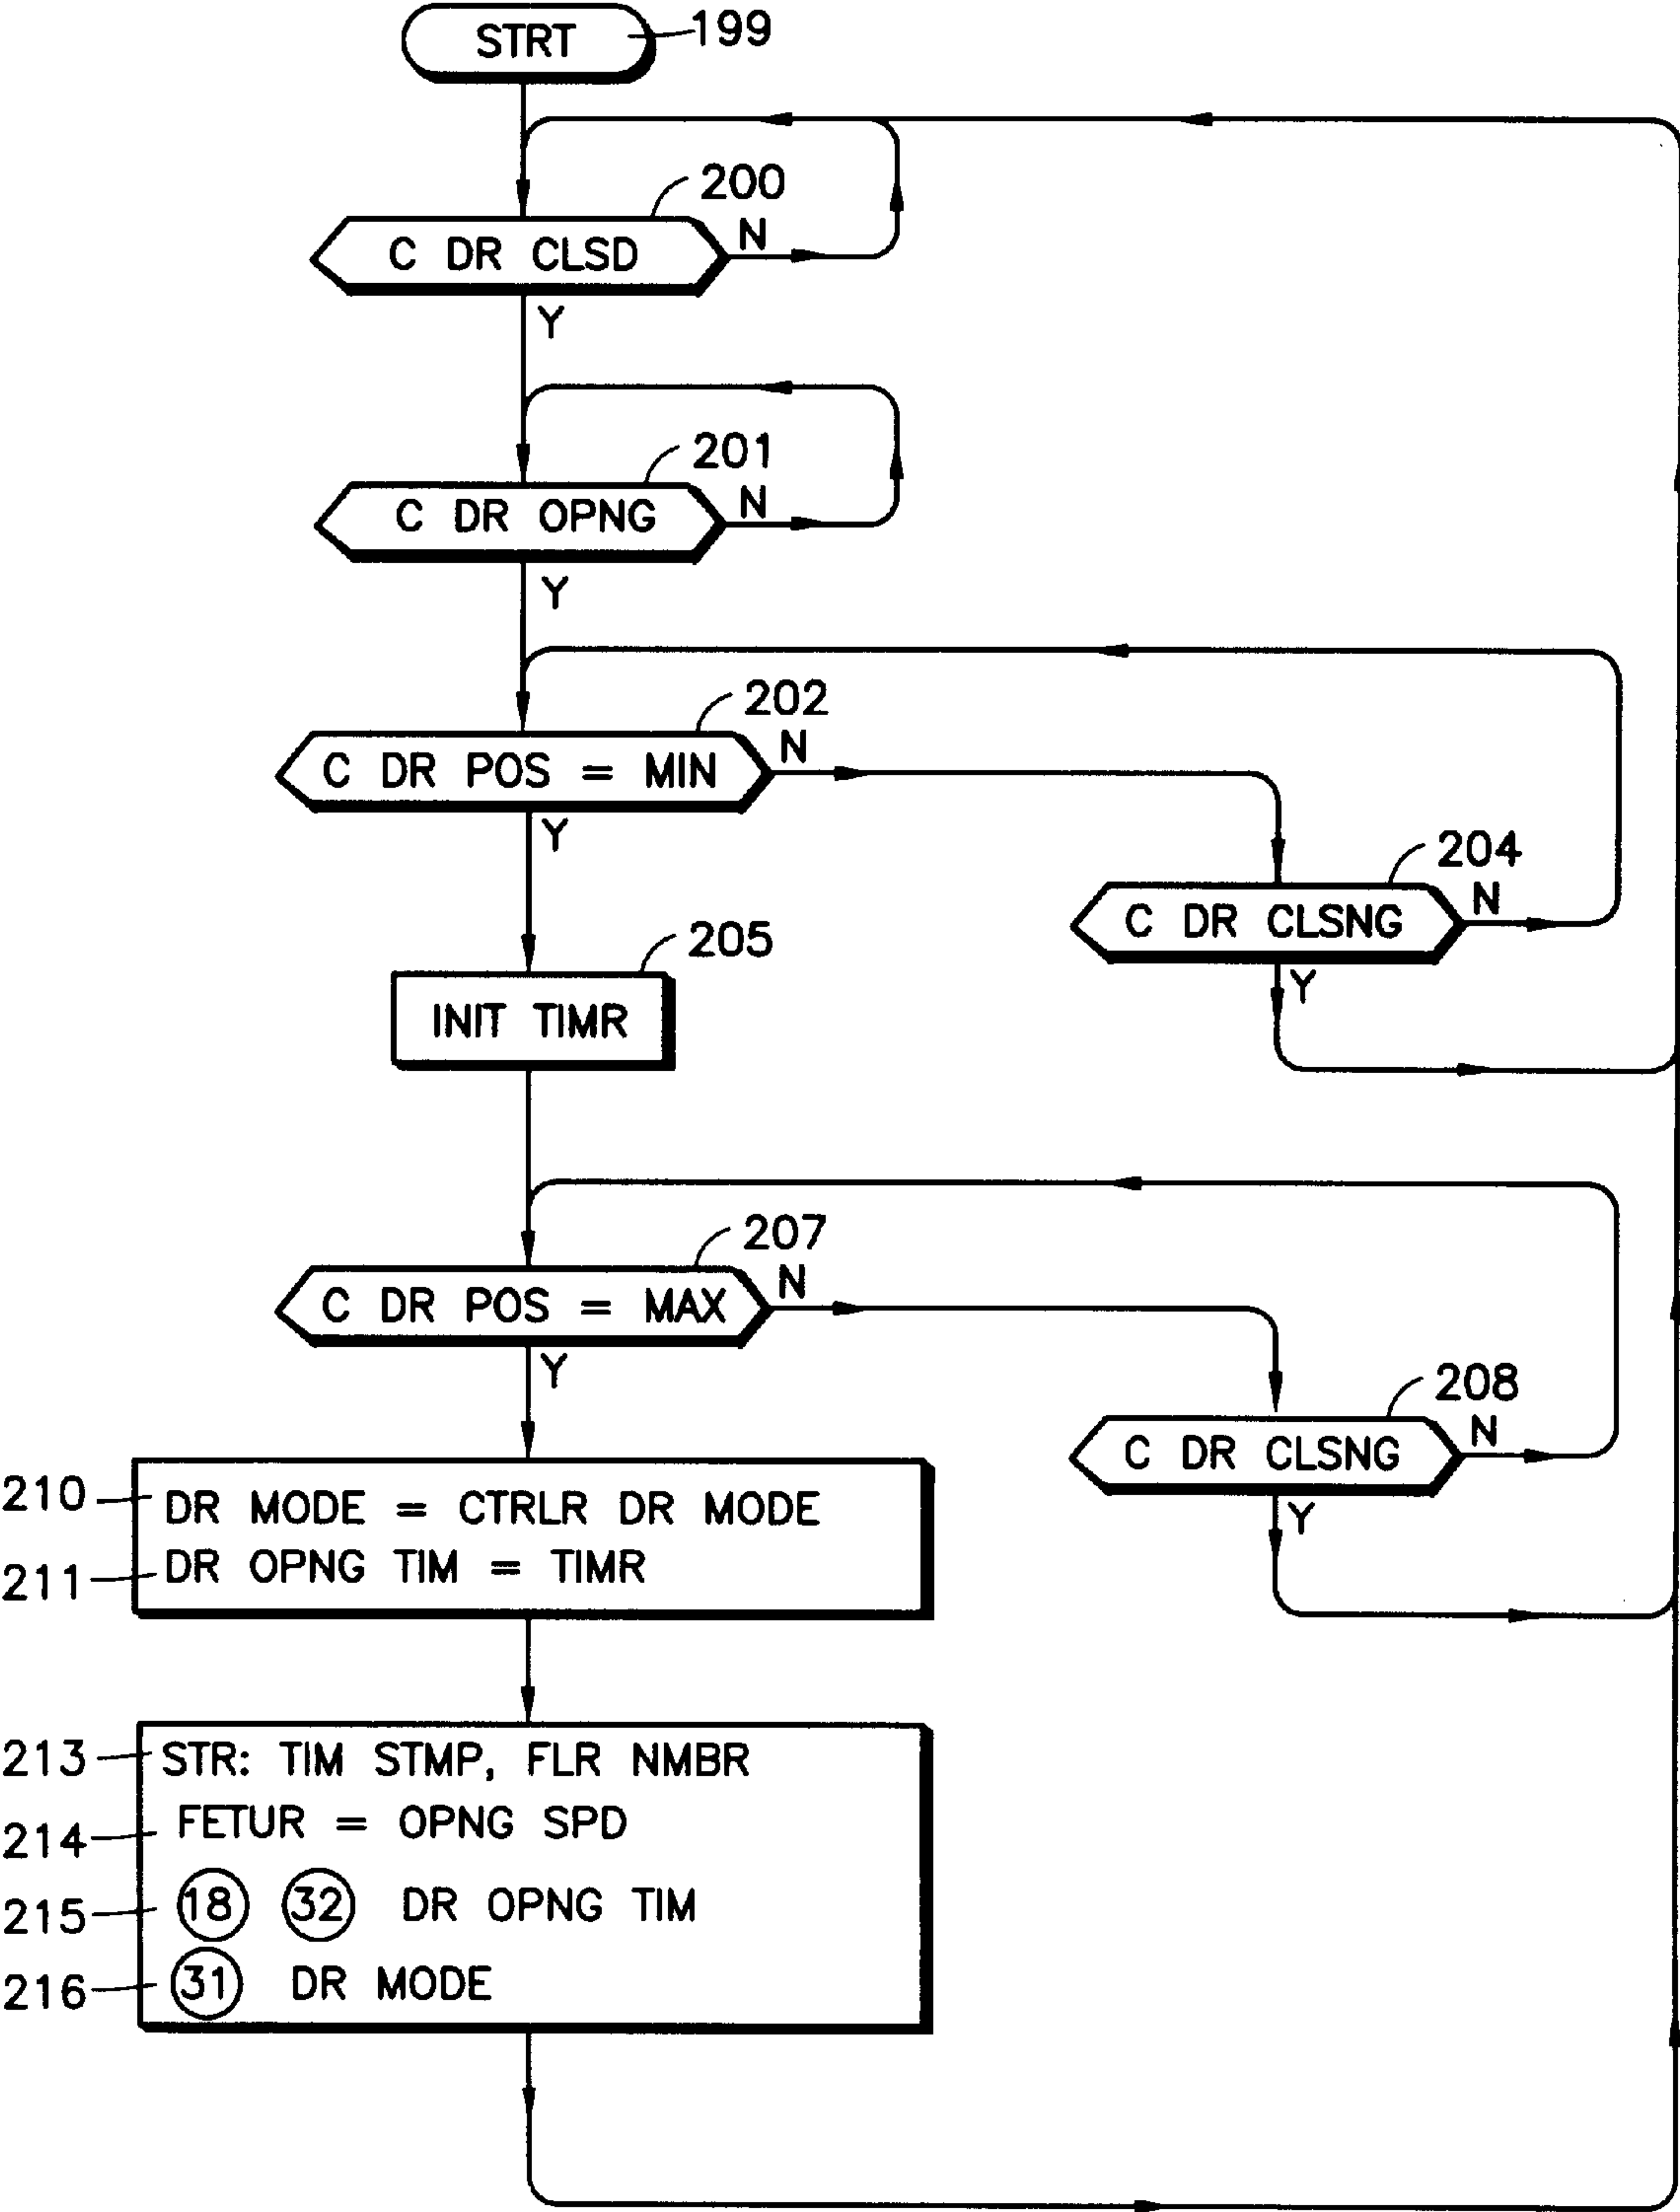 STRT 199
200
C DR CLSD N
Y
201
C DR OPNG N
Y
202
C DR POS = MIN N
Y
204
C DR CLSNG N
Y
205
INIT TIMR
207
C DR POS = MAX N
Y
208
C DR CLSNG N
Y
210 DR MODE = CTRLR DR MODE
211 DR OPNG TIM = TIMR
213 STR: TIM STMP, FLR NMBR
214 FETUR = OPNG SPD
215 18 32 DR OPNG TIM
216 31 DR MODE